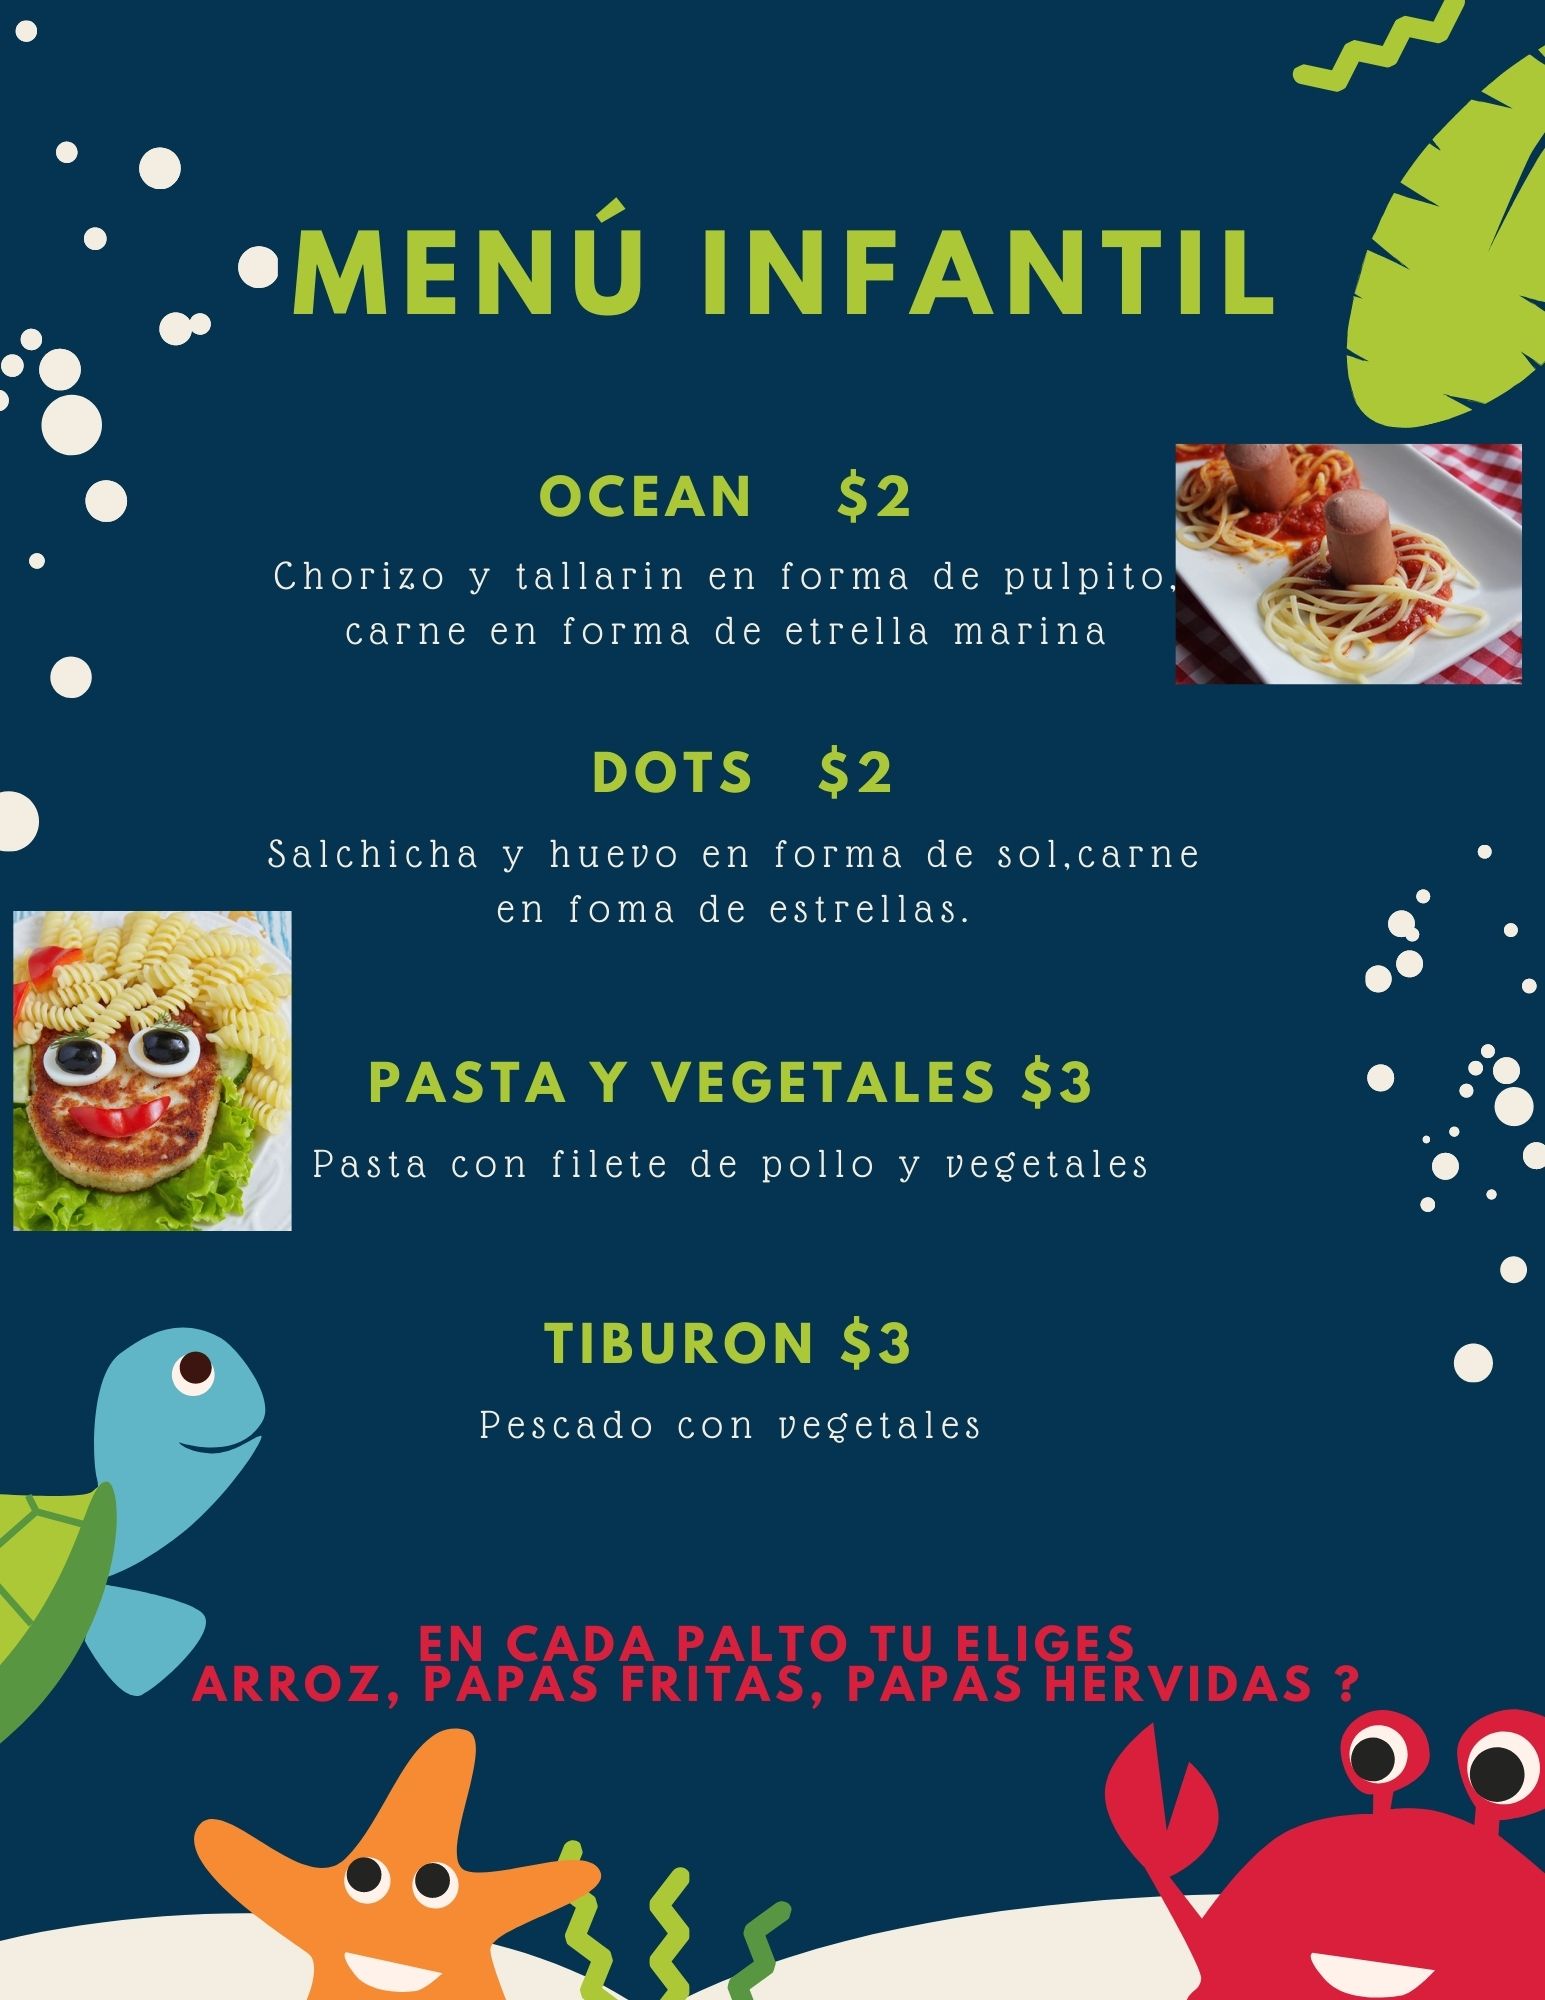 MENÚ INFANTIL
OCEAN $2
Chorizo y tallarin en forma de pulpito,
carne en forma de etrella marina
DOTS $2
Salchicha y huevo en forma de sol,carne
en foma de estrellas.
PASTA Y VEGETALES $3
Pasta con filete de pollo y vegetales
TIBURON $3
Pescado con vegetales
EN CADA PALTO TU ELIGES
ARROZ, PAPAS FRITAS, PAPAS HERVIDAS ?